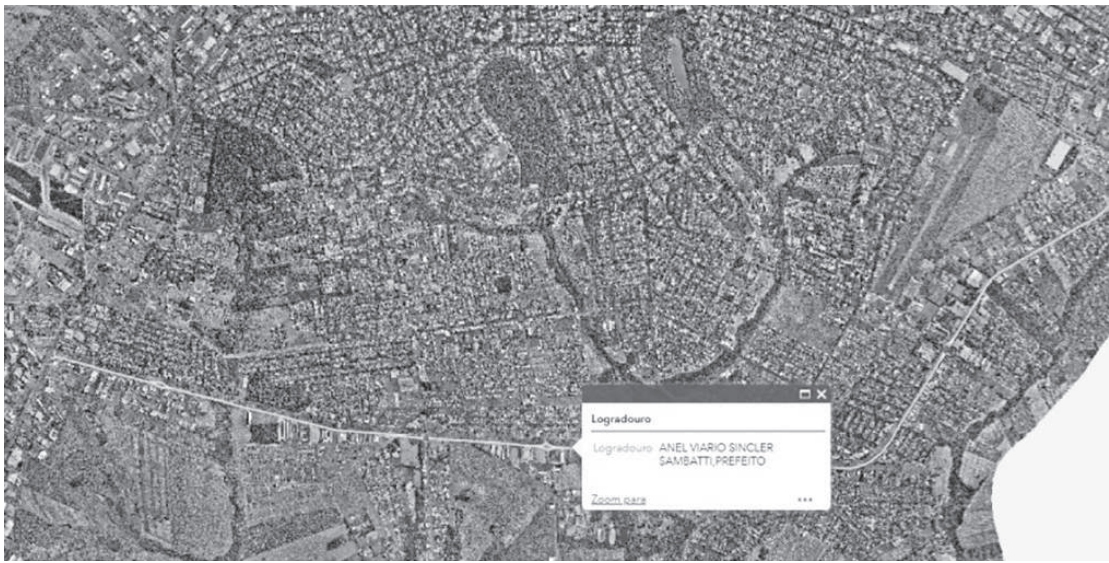 Logradouro
Logradouro ANEL VIARIO SINCLER
SAMBATTI,PREFEITO
Zoom para